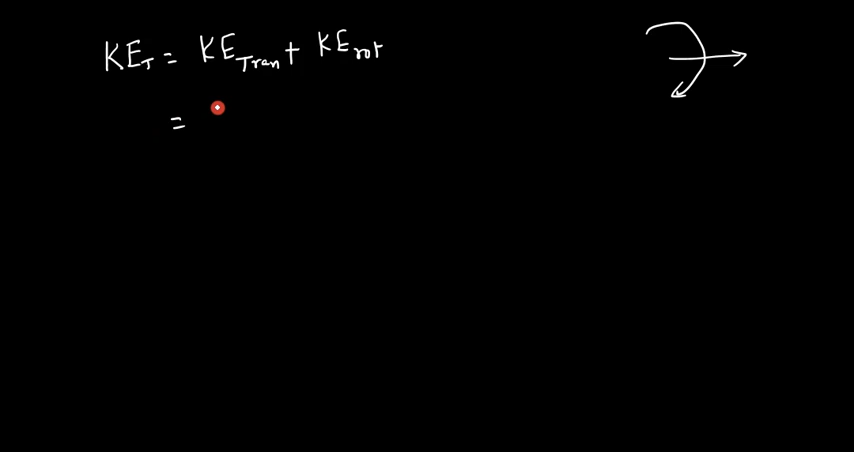 KE_T = KE_Tran + KE_rot
=